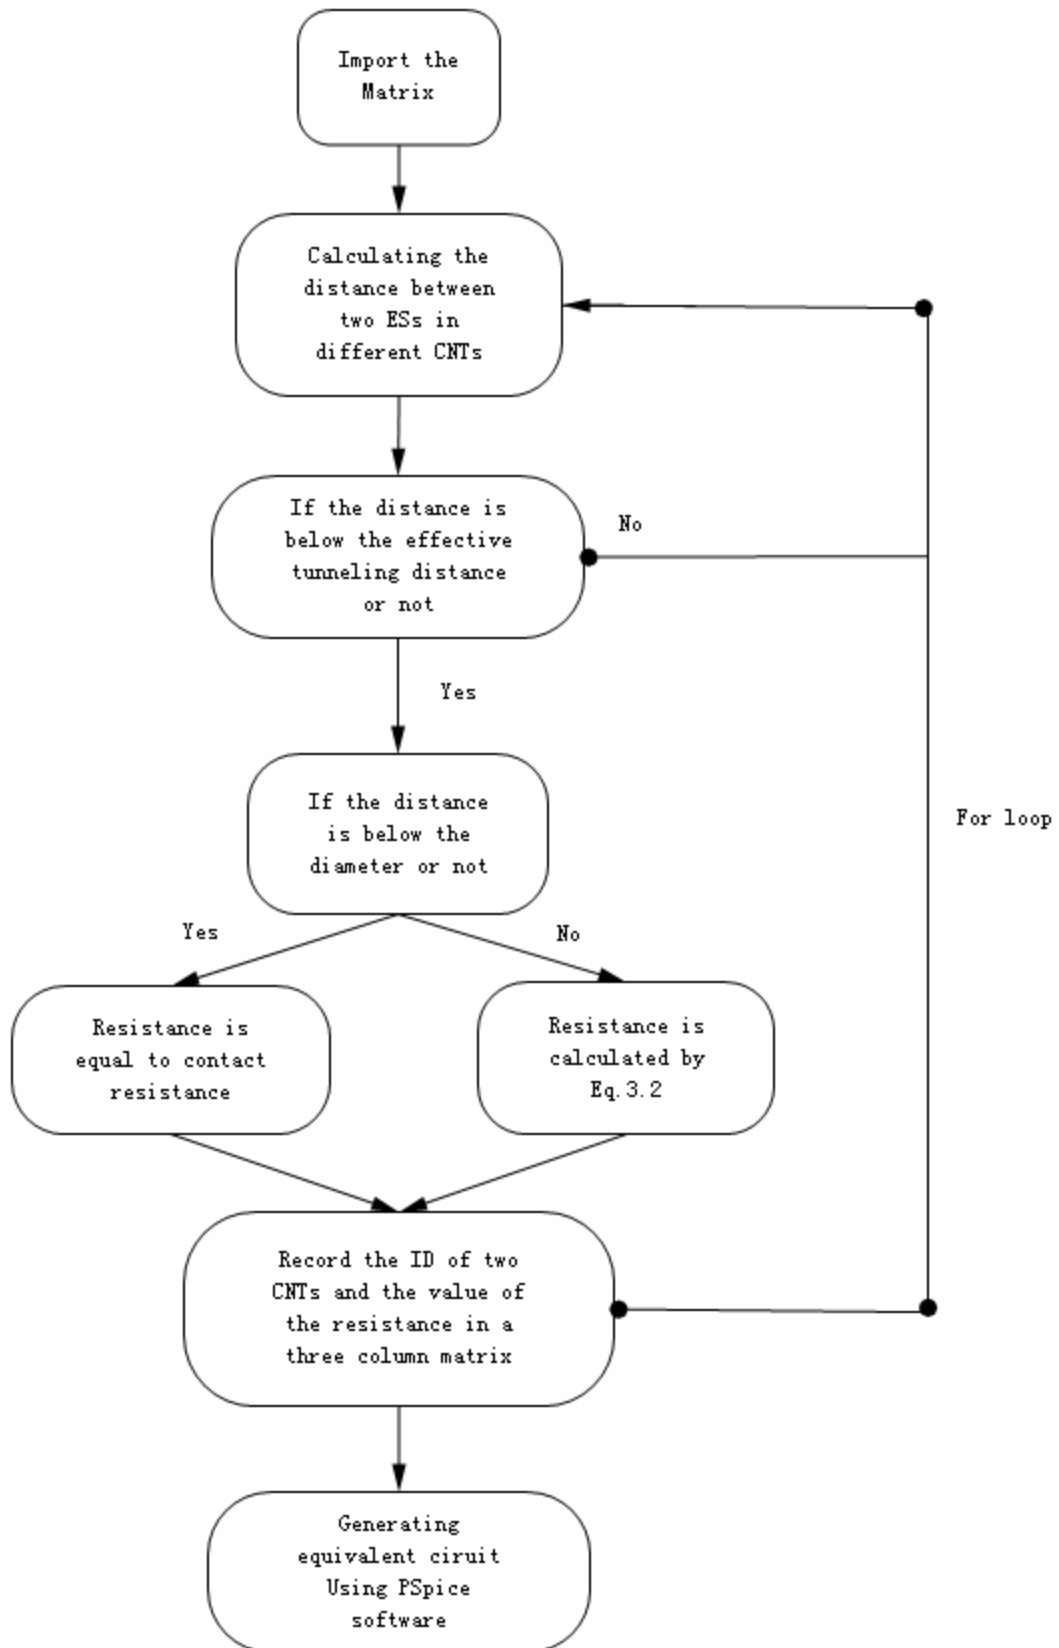 Import the
Matrix
Calculating the
distance between
two ESs in
different CNTs
If the distance is
below the effective
tunneling distance
or not
No
Yes
If the distance
is below the
diameter or not
For loop
Yes
No
Resistance is
equal to contact
resistance
Resistance is
calculated by
Eq.3.2
Record the ID of two
CNTs and the value of
the resistance in a
three column matrix
Generating
equivalent ciruit
Using PSpice
software